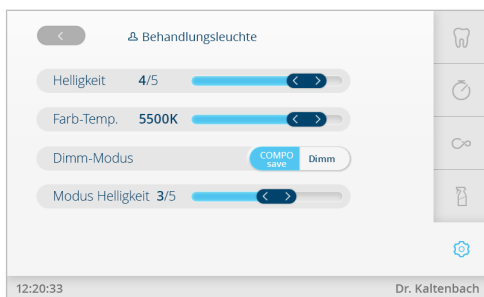 Behandlungsleuchte
Helligkeit 4/5
Farb-Temp. 5500K
Dimm-Modus COMPO save Dimm
Modus Helligkeit 3/5
12:20:33 Dr. Kaltenbach